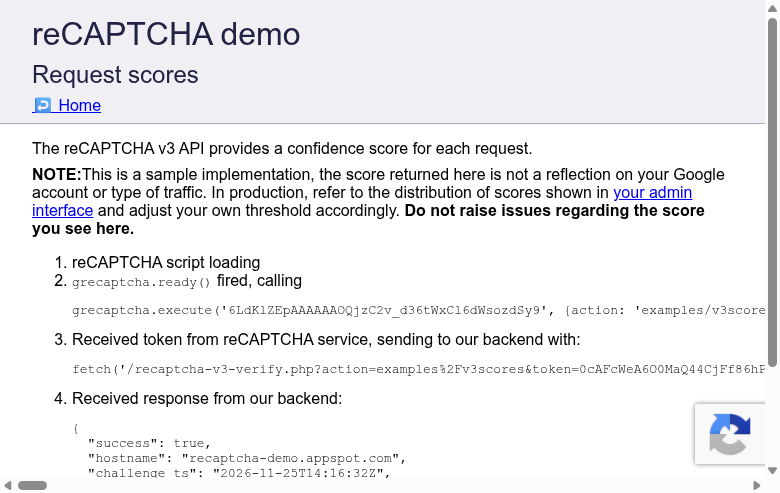 reCAPTCHA demo
Request scores
Home
The reCAPTCHA v3 API provides a confidence score for each request.
NOTE:This is a sample implementation, the score returned here is not a reflection on your Google
account or type of traffic. In production, refer to the distribution of scores shown in your admin
interface and adjust your own threshold accordingly. Do not raise issues regarding the score
you see here.
1. reCAPTCHA script loading
2. grecaptcha.ready() fired, calling
grecaptcha.execute('6LdKlZEpAAAAAAOQjzC2v_d36tWxCl6dWsozdSy9', {action: 'examples/v3score
3. Received token from reCAPTCHA service, sending to our backend with:
fetch('/recaptcha-v3-verify.php?action=examples%2Fv3scores&token=0cAFcWeA6O0MaQ44CjFf86hP
4. Received response from our backend:
{
"success": true,
"hostname": "recaptcha-demo.appspot.com",
"challenge_ts": "2026-11-25T14:16:32Z",